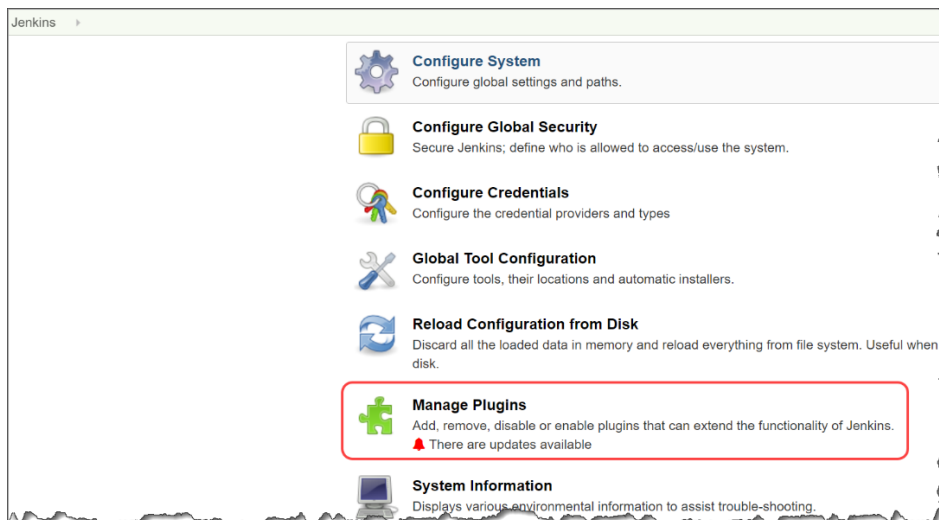 Jenkins
Configure System
Configure global settings and paths.
Configure Global Security
Secure Jenkins; define who is allowed to access/use the system.
Configure Credentials
Configure the credential providers and types
Global Tool Configuration
Configure tools, their locations and automatic installers.
Reload Configuration from Disk
Discard all the loaded data in memory and reload everything from file system. Useful when
disk.
Manage Plugins
Add, remove, disable or enable plugins that can extend the functionality of Jenkins.
There are updates available
System Information
Displays various environmental information to assist trouble-shooting.